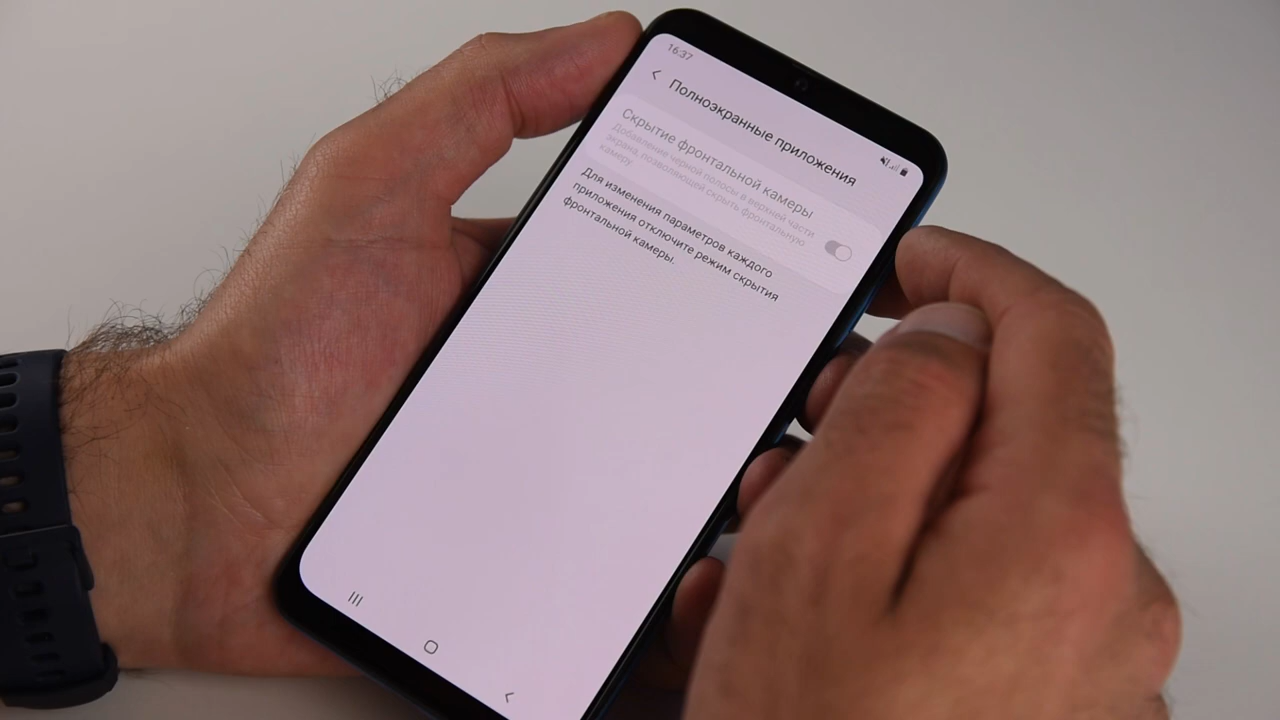 16:37
Полноэкранные приложения
Скрытие фронтальной камеры
Добавление черной полосы в верхней части
экрана, позволяющей скрыть фронтальную
камеру.
Для изменения параметров каждого
приложения отключите режим скрытия
фронтальной камеры.